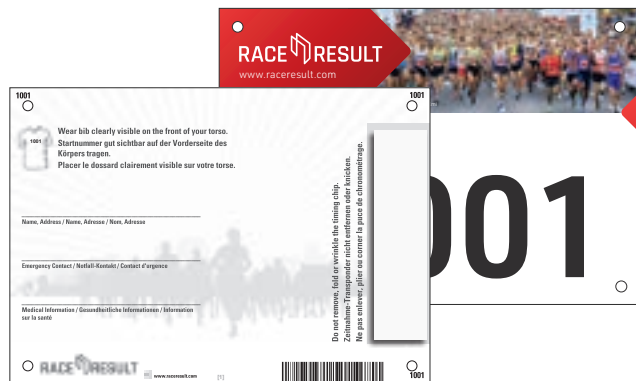 RACE RESULT
www.raceresult.com
001
1001
1001
1001
Wear bib clearly visible on the front of your torso.
Startnummer gut sichtbar auf der Vorderseite des
Körpers tragen.
Placer le dossard clairement visible sur votre torse.
Name, Address / Name, Adresse / Nom, Adresse
Emergency Contact / Notfall-Kontakt / Contact d'urgence
Medical Information / Gesundheitliche Informationen / Information
sur la santé
Do not remove, fold or wrinkle the timing chip.
Zeitnahme-Transponder nicht entfernen oder knicken.
Ne pas enlever, plier ou corner la puce de chronométrage.
RACE RESULT
www.raceresult.com
[1]
1001